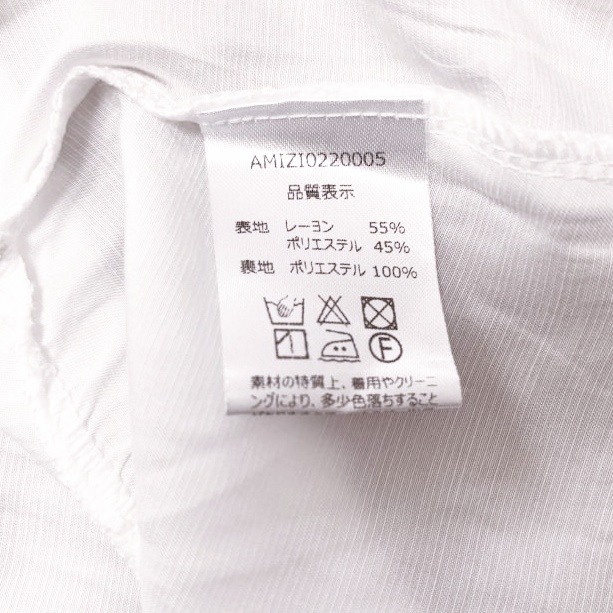 AMIZI0220005
品質表示
表地 レーヨン 55%
ポリエステル 45%
裏地 ポリエステル 100%
F
素材の特質上、着用やクリーニ
ングにより、多少色落ちすること